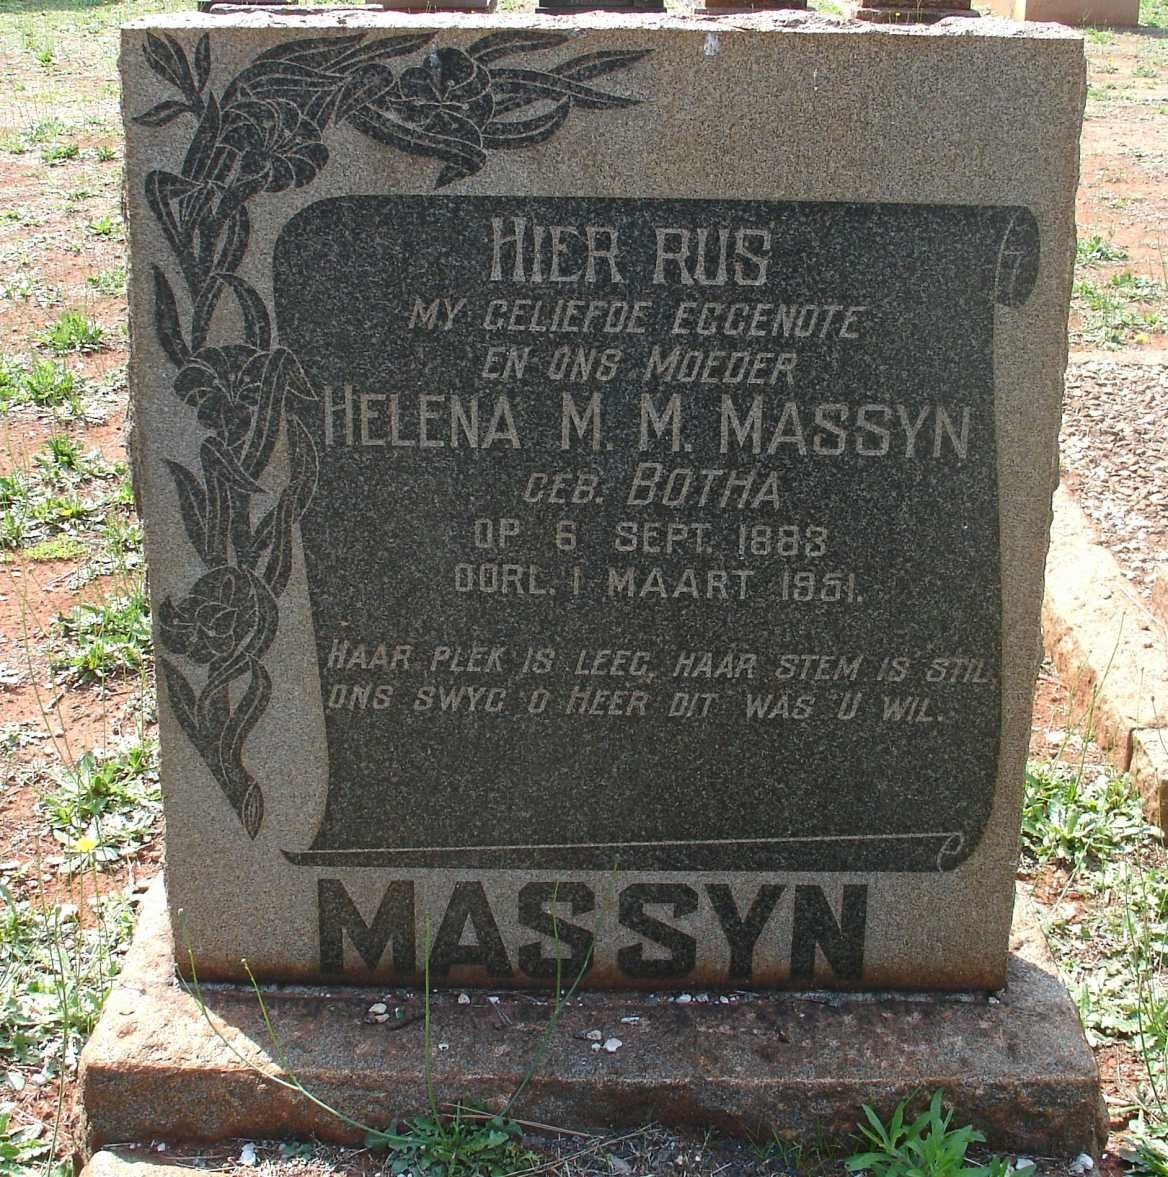 HIER RUS
MY GELIEFDE EGGENOTE
EN ONS MOEDER
HELENA M. M. MASSYN
GEB. BOTHA
OP 6 SEPT. 1883
OORL. 1 MAART 1951.
HAAR PLEK IS LEEG, HAAR STEM IS STIL
ONS SWYG O HEER DIT WAS U WIL.
MASSYN